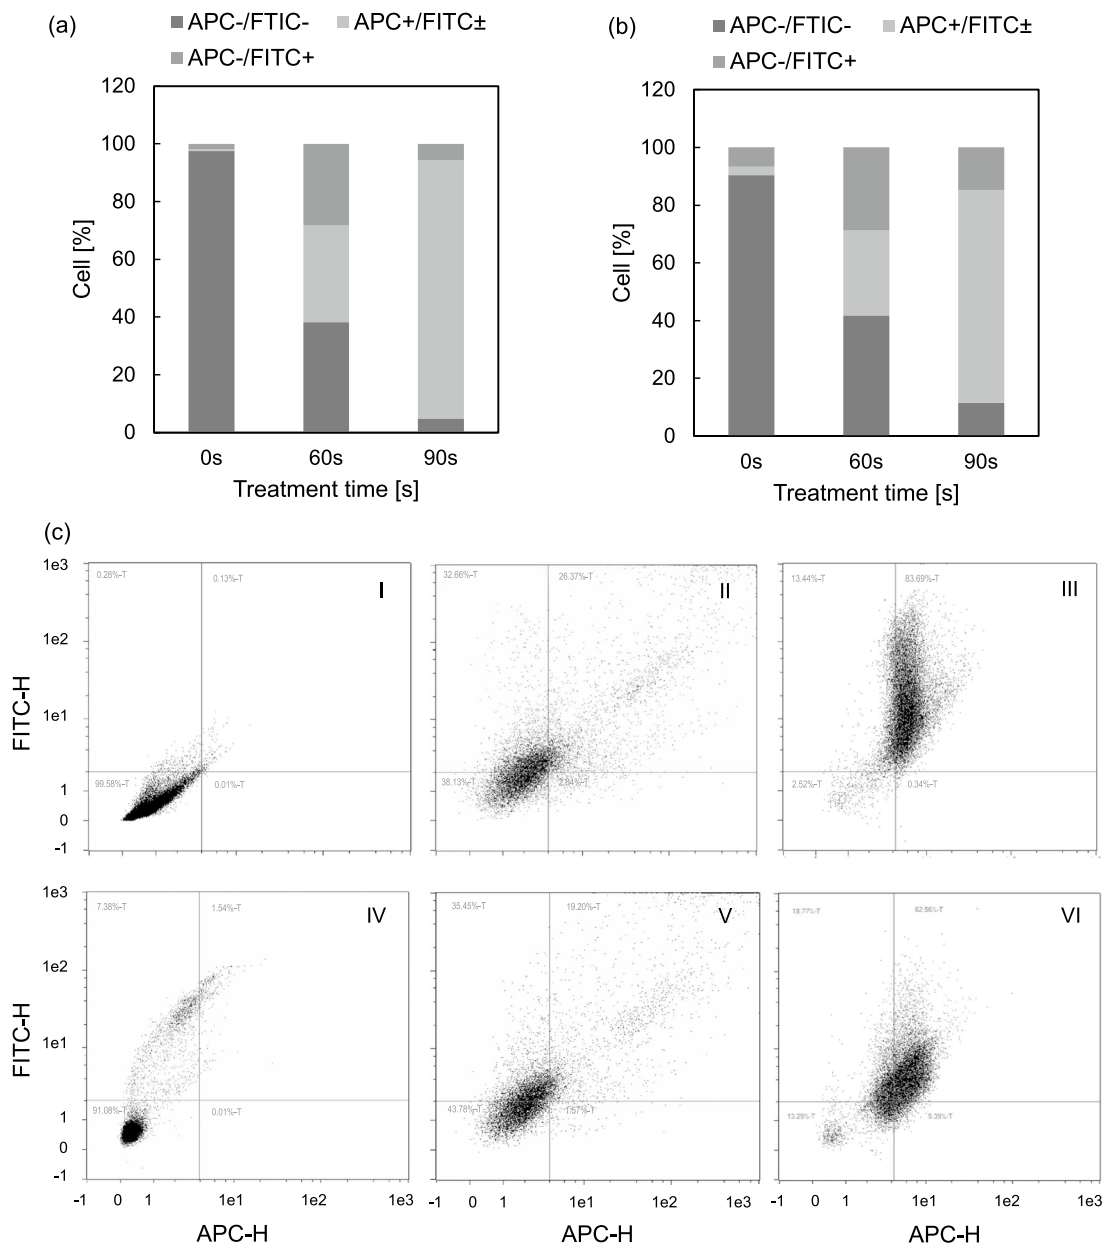 (a)
APC-/FTIC-
APC+/FITC±
APC-/FITC+
120
100
80
60
40
20
0
Cell [%]
0s 60s 90s
Treatment time [s]
(b)
APC-/FTIC-
APC+/FITC±
APC-/FITC+
120
100
80
60
40
20
0
Cell [%]
0s 60s 90s
Treatment time [s]
(c)
1e3
1e2
1e1
1
0
-1
FITC-H
0.28%-T
0.13%-T
I
99.58%-T
0.01%-T
32.66%-T
26.37%-T
II
38.13%-T
2.84%-T
13.44%-T
83.69%-T
III
2.52%-T
0.34%-T
1e3
1e2
1e1
1
0
-1
FITC-H
7.38%-T
1.54%-T
IV
91.08%-T
0.01%-T
35.45%-T
19.20%-T
V
43.78%-T
1.57%-T
18.77%-T
62.56%-T
VI
13.29%-T
5.38%-T
-1 0 1 1e1 1e2 1e3
APC-H
-1 0 1 1e1 1e2 1e3
APC-H
-1 0 1 1e1 1e2 1e3
APC-H